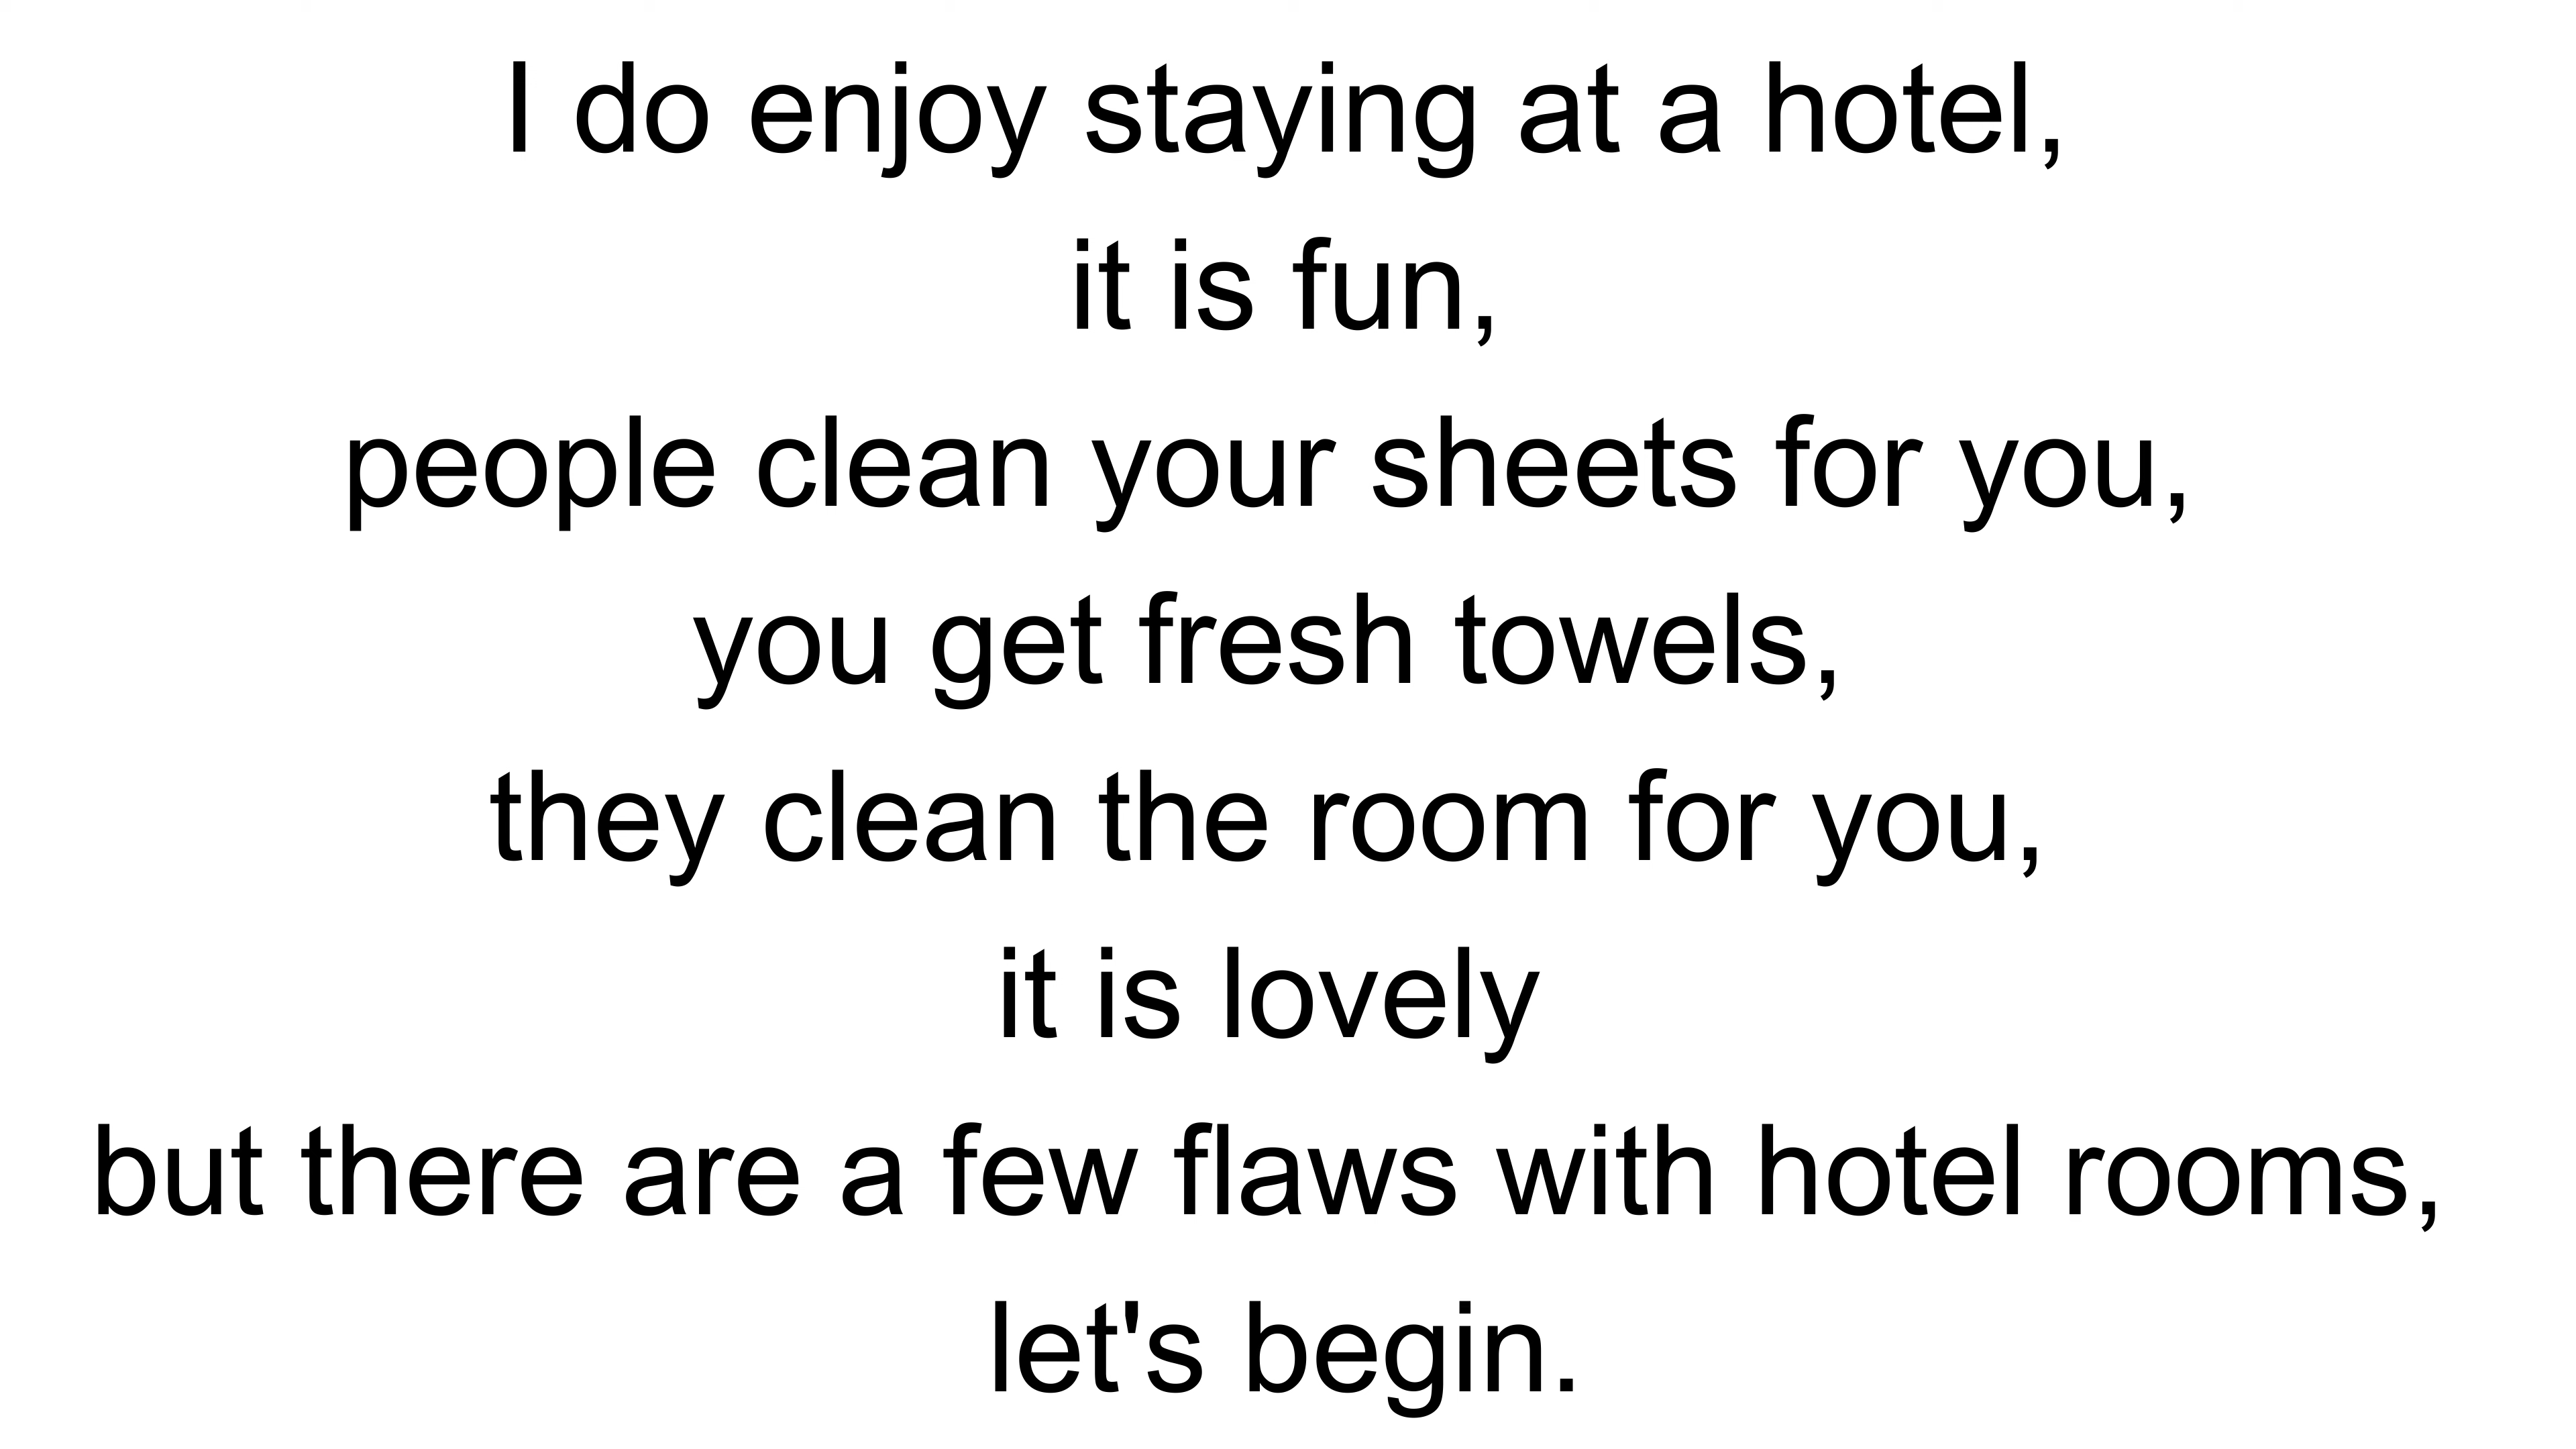 I do enjoy staying at a hotel,
it is fun,
people clean your sheets for you,
you get fresh towels,
they clean the room for you,
it is lovely
but there are a few flaws with hotel rooms,
let's begin.